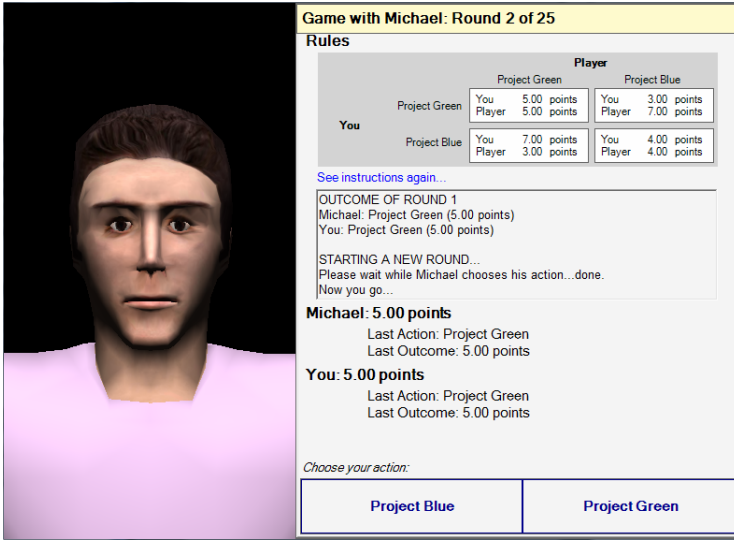 Game with Michael: Round 2 of 25
Rules
Player
Project Green Project Blue
You
Project Green
You 5.00 points
Player 5.00 points
You 3.00 points
Player 7.00 points
Project Blue
You 7.00 points
Player 3.00 points
You 4.00 points
Player 4.00 points
See instructions again...
OUTCOME OF ROUND 1
Michael: Project Green (5.00 points)
You: Project Green (5.00 points)
STARTING A NEW ROUND...
Please wait while Michael chooses his action...done.
Now you go...
Michael: 5.00 points
Last Action: Project Green
Last Outcome: 5.00 points
You: 5.00 points
Last Action: Project Green
Last Outcome: 5.00 points
Choose your action:
Project Blue Project Green